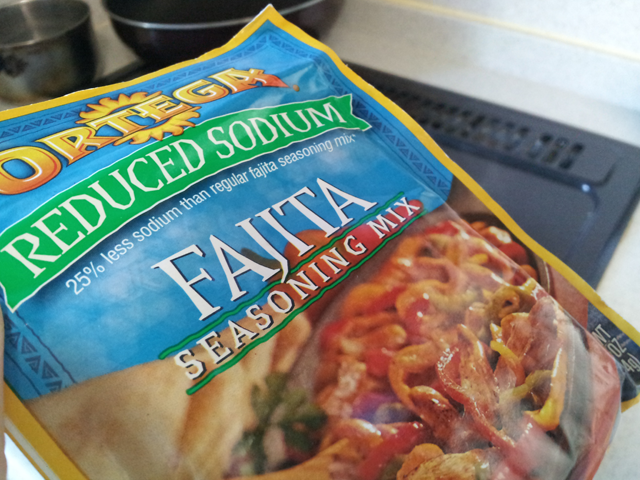 ORTEGA
REDUCED SODIUM
25% less sodium than regular fajita seasoning mix
FAJITA
SEASONING MIX